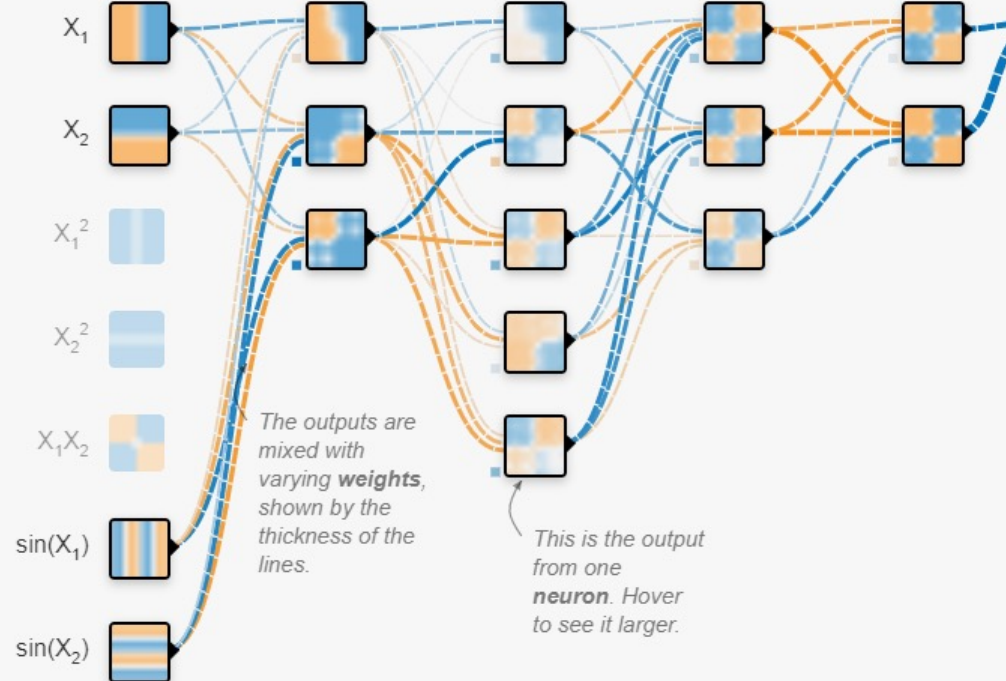 X₁
X₂
X₁²
X₂²
X₁X₂
sin(X₁)
sin(X₂)
The outputs are
mixed with
varying weights,
shown by the
thickness of the
lines.
This is the output
from one
neuron. Hover
to see it larger.